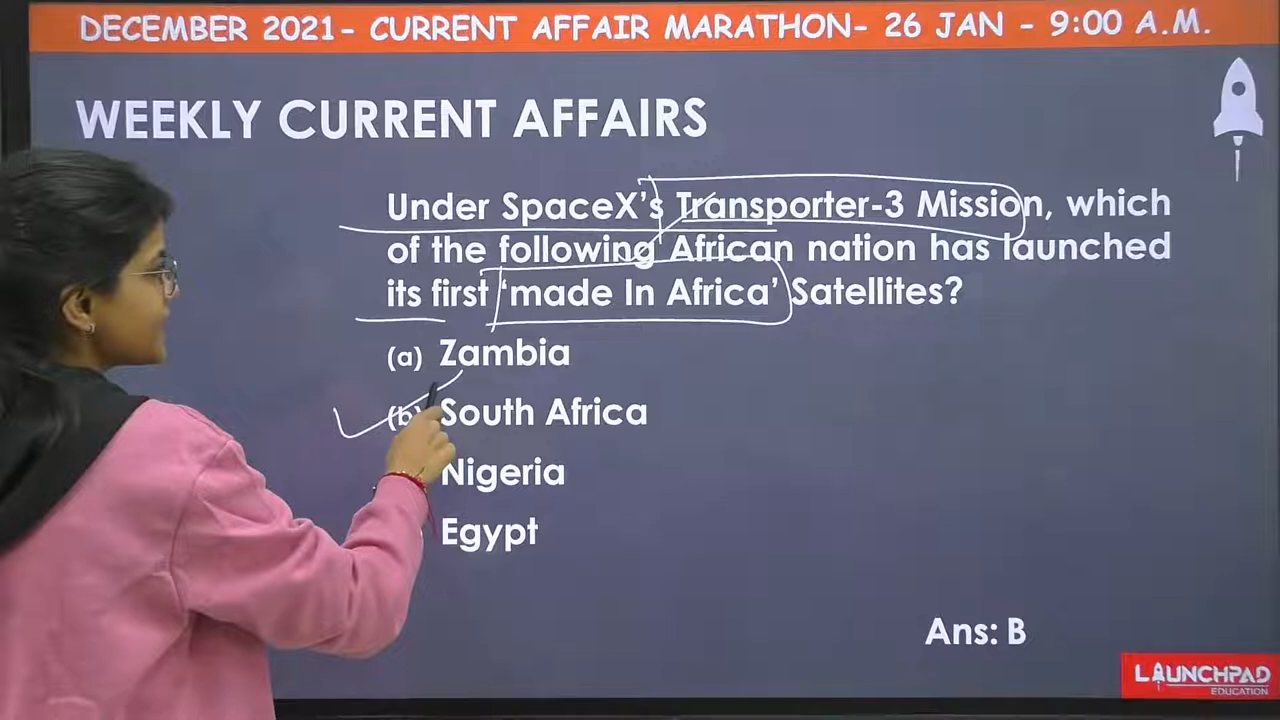 DECEMBER 2021- CURRENT AFFAIR MARATHON- 26 JAN - 9:00 A.M.
WEEKLY CURRENT AFFAIRS
Under SpaceX's Transporter-3 Mission, which
of the following African nation has launched
its first 'made In Africa' Satellites?
(a) Zambia
(b) South Africa
Nigeria
Egypt
Ans: B
LAUNCHPAD
EDUCATION